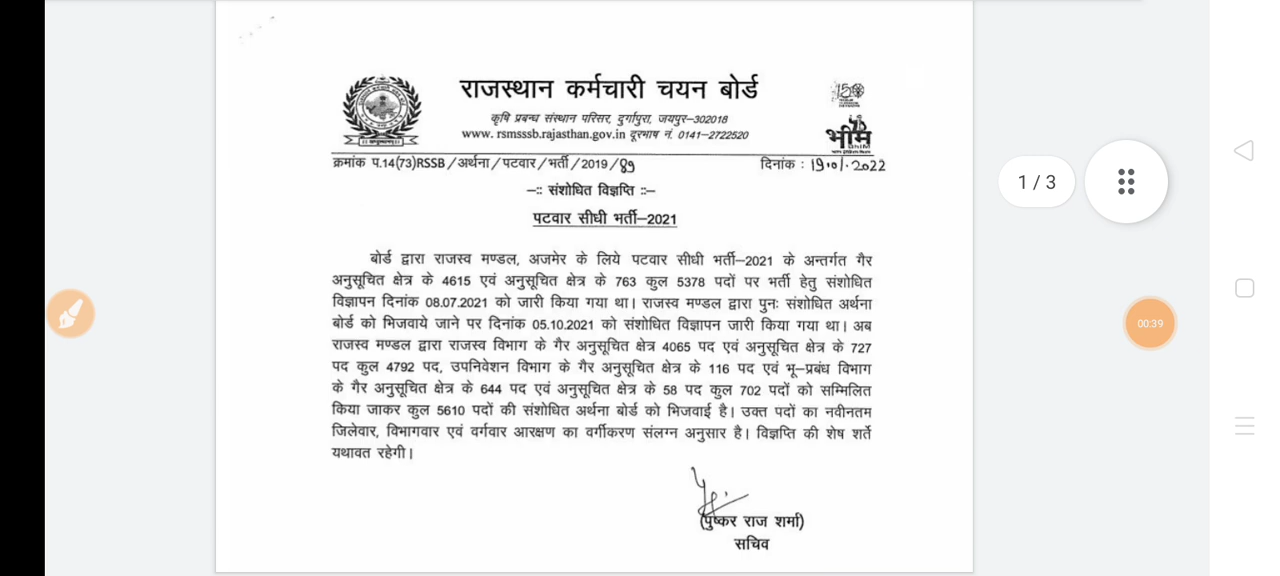 राजस्थान कर्मचारी चयन बोर्ड
कृषि प्रबन्ध संस्थान परिसर, दुर्गापुरा, जयपुर–302018
www. rsmsssb.rajasthan.gov.in दूरभाष नं. 0141–2722520
भीम
BHIM
क्रमांक प.14(73)RSSB/अर्थना/पटवार/भर्ती/2019/
दिनांक : 2022
–:: संशोधित विज्ञप्ति ::–
पटवार सीधी भर्ती–2021
बोर्ड द्वारा राजस्व मण्डल, अजमेर के लिये पटवार सीधी भर्ती–2021 के अन्तर्गत गैर
अनुसूचित क्षेत्र के 4615 एवं अनुसूचित क्षेत्र के 763 कुल 5378 पदों पर भर्ती हेतु संशोधित
विज्ञापन दिनांक 08.07.2021 को जारी किया गया था। राजस्व मण्डल द्वारा पुनः संशोधित अर्थना
बोर्ड को भिजवाये जाने पर दिनांक 05.10.2021 को संशोधित विज्ञापन जारी किया गया था। अब
राजस्व मण्डल द्वारा राजस्व विभाग के गैर अनुसूचित क्षेत्र 4065 पद एवं अनुसूचित क्षेत्र के 727
पद कुल 4792 पद, उपनिवेशन विभाग के गैर अनुसूचित क्षेत्र के 116 पद एवं भू–प्रबंध विभाग
के गैर अनुसूचित क्षेत्र के 644 पद एवं अनुसूचित क्षेत्र के 58 पद कुल 702 पदों को सम्मिलित
किया जाकर कुल 5610 पदों की संशोधित अर्थना बोर्ड को भिजवाई है। उक्त पदों का नवीनतम
जिलेवार, विभागवार एवं वर्गवार आरक्षण का वर्गीकरण संलग्न अनुसार है। विज्ञप्ति की शेष शर्ते
यथावत रहेगी।
(पुष्कर राज शर्मा)
सचिव
1 / 3
00:39